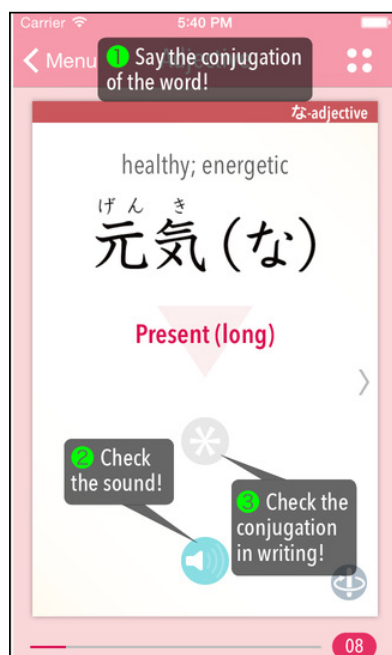 Carrier 5:40 PM
Menu
1 Say the conjugation
of the word!
な-adjective
healthy; energetic
げんき
元気(な)
Present (long)
2 Check
the sound!
3 Check the
conjugation
in writing!
08